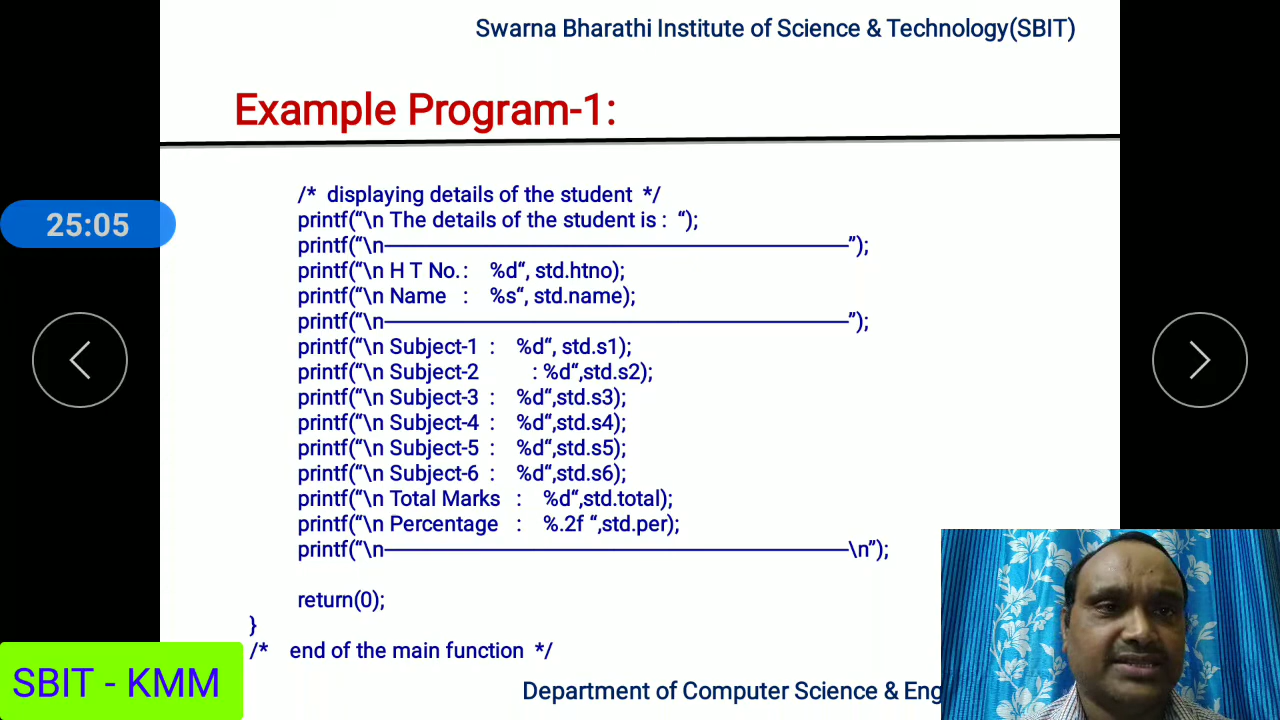 Swarna Bharathi Institute of Science & Technology(SBIT)
Example Program-1:
/* displaying details of the student */
25:05
printf(“\n The details of the student is : “);
printf(“\n——————————————————————”);
printf(“\n H T No. : %d“, std.htno);
printf(“\n Name : %s“, std.name);
printf(“\n——————————————————————”);
printf(“\n Subject-1 : %d“, std.s1);
printf(“\n Subject-2 : %d“,std.s2);
printf(“\n Subject-3 : %d“,std.s3);
printf(“\n Subject-4 : %d“,std.s4);
printf(“\n Subject-5 : %d“,std.s5);
printf(“\n Subject-6 : %d“,std.s6);
printf(“\n Total Marks : %d“,std.total);
printf(“\n Percentage : %.2f “,std.per);
printf(“\n——————————————————————\n”);
return(0);
}
/* end of the main function */
SBIT - KMM
Department of Computer Science & Eng